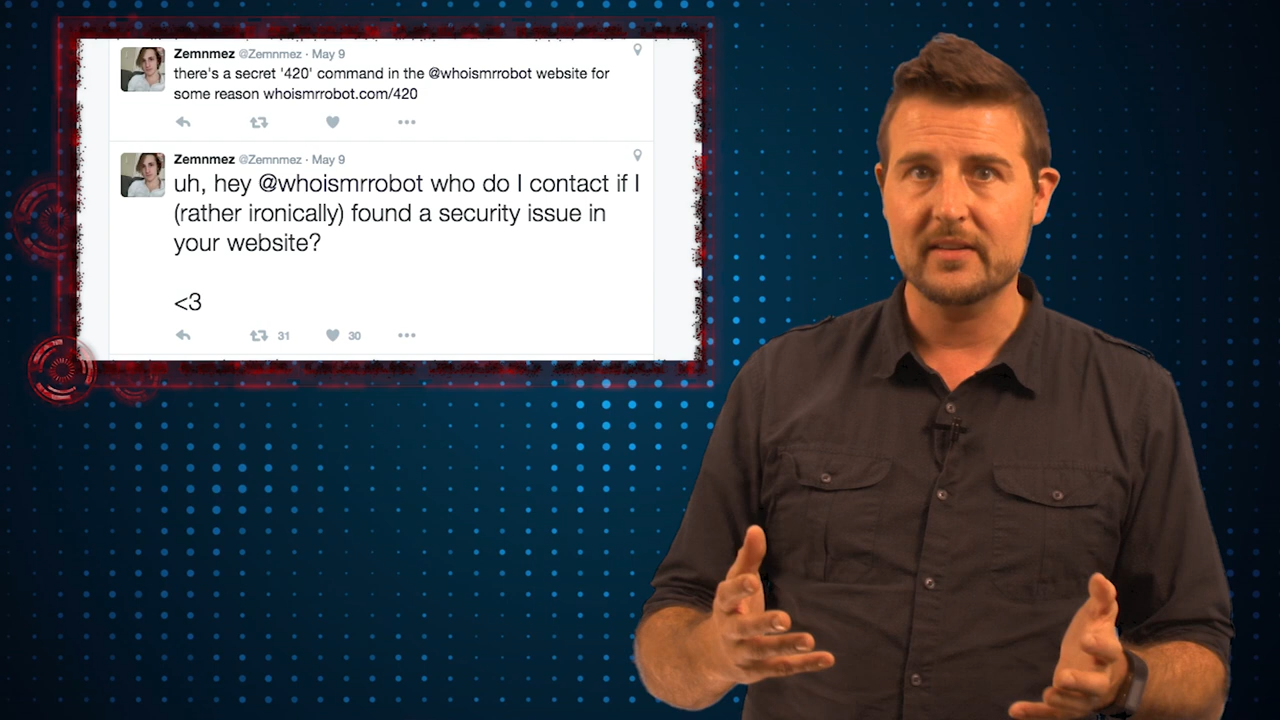 Zemnmez @Zemnmez · May 9
there's a secret '420' command in the @whoismrrobot website for
some reason whoismrrobot.com/420
Zemnmez @Zemnmez · May 9
uh, hey @whoismrrobot who do I contact if I
(rather ironically) found a security issue in
your website?
<3
31 30